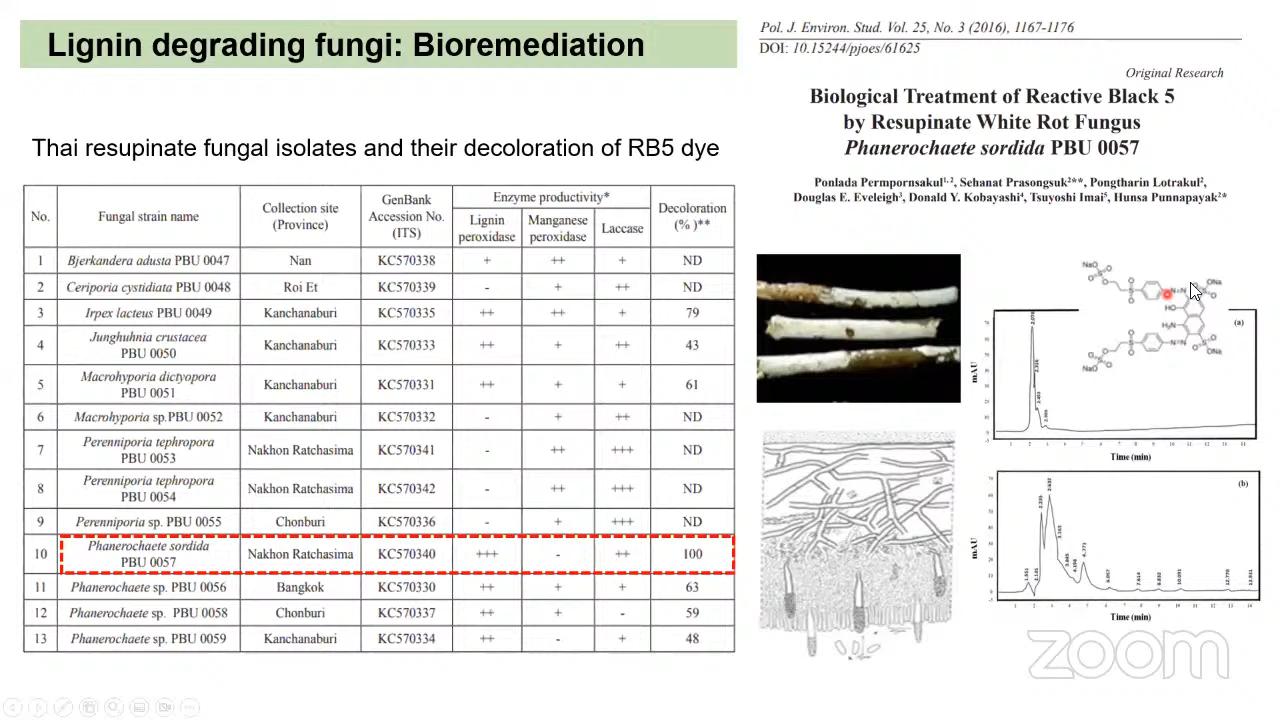 Lignin degrading fungi: Bioremediation
Thai resupinate fungal isolates and their decoloration of RB5 dye
No. Fungal strain name Collection site (Province) GenBank Accession No. (ITS) Enzyme productivity* Decoloration (% )**
Lignin peroxidase Manganese peroxidase Laccase
1 Bjerkandera adusta PBU 0047 Nan KC570338 + ++ + ND
2 Ceriporia cystidiata PBU 0048 Roi Et KC570339 - + ++ ND
3 Irpex lacteus PBU 0049 Kanchanaburi KC570335 ++ ++ + 79
4 Junghuhnia crustacea PBU 0050 Kanchanaburi KC570333 ++ + ++ 43
5 Macrohyporia dictyopora PBU 0051 Kanchanaburi KC570331 ++ + + 61
6 Macrohyporia sp.PBU 0052 Kanchanaburi KC570332 - + ++ ND
7 Perenniporia tephropora PBU 0053 Nakhon Ratchasima KC570341 - ++ +++ ND
8 Perenniporia tephropora PBU 0054 Nakhon Ratchasima KC570342 - ++ +++ ND
9 Perenniporia sp. PBU 0055 Chonburi KC570336 - + +++ ND
10 Phanerochaete sordida PBU 0057 Nakhon Ratchasima KC570340 +++ - ++ 100
11 Phanerochaete sp. PBU 0056 Bangkok KC570330 ++ + + 63
12 Phanerochaete sp. PBU 0058 Chonburi KC570337 ++ + - 59
13 Phanerochaete sp. PBU 0059 Kanchanaburi KC570334 ++ - + 48
Pol. J. Environ. Stud. Vol. 25, No. 3 (2016), 1167-1176
DOI: 10.15244/pjoes/61625
Original Research
Biological Treatment of Reactive Black 5
by Resupinate White Rot Fungus
Phanerochaete sordida PBU 0057
Ponlada Permpornsakul1, 2, Sehanat Prasongsuk2**, Pongtharin Lotrakul2,
Douglas E. Eveleigh3, Donald Y. Kobayashi4, Tsuyoshi Imai5, Hunsa Punnapayak2*
(a)
mAU
Time (min)
(b)
mAU
Time (min)
zoom